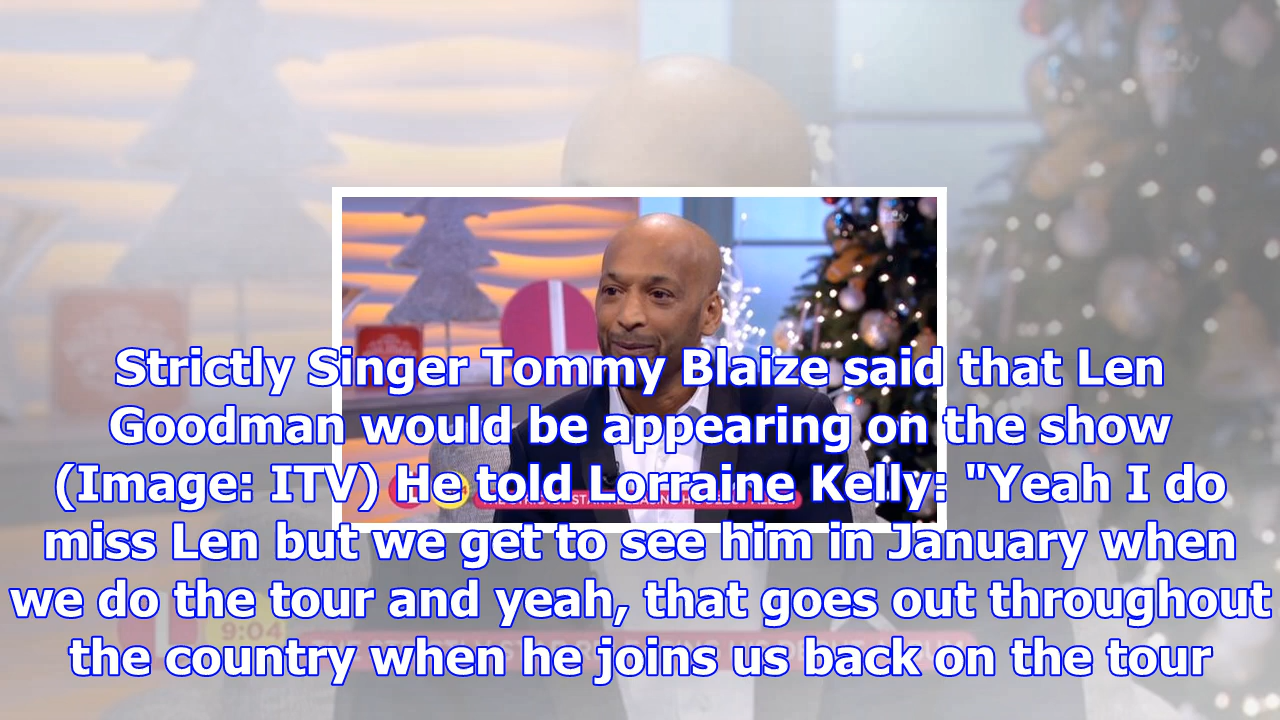 Strictly Singer Tommy Blaize said that Len
Goodman would be appearing on the show
(Image: ITV) He told Lorraine Kelly: "Yeah I do
miss Len but we get to see him in January when
we do the tour and yeah, that goes out throughout
the country when he joins us back on the tour
9:04